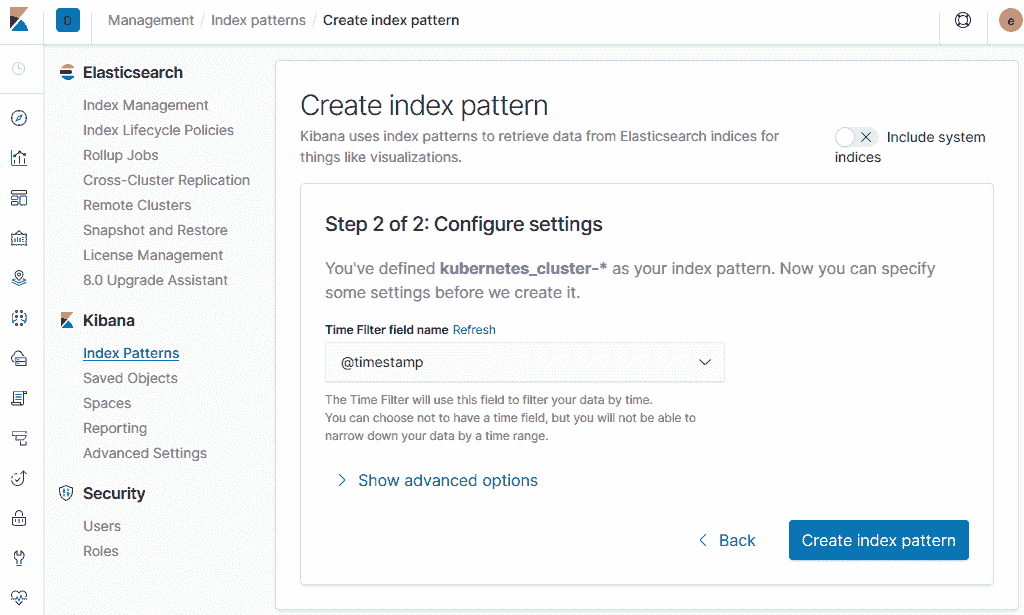 D
Management / Index patterns / Create index pattern
e
Elasticsearch
Index Management
Index Lifecycle Policies
Rollup Jobs
Cross-Cluster Replication
Remote Clusters
Snapshot and Restore
License Management
8.0 Upgrade Assistant
Kibana
Index Patterns
Saved Objects
Spaces
Reporting
Advanced Settings
Security
Users
Roles
Create index pattern
Kibana uses index patterns to retrieve data from Elasticsearch indices for
things like visualizations.
Include system
indices
Step 2 of 2: Configure settings
You've defined kubernetes_cluster-* as your index pattern. Now you can specify
some settings before we create it.
Time Filter field name Refresh
@timestamp
The Time Filter will use this field to filter your data by time.
You can choose not to have a time field, but you will not be able to
narrow down your data by a time range.
Show advanced options
Back
Create index pattern